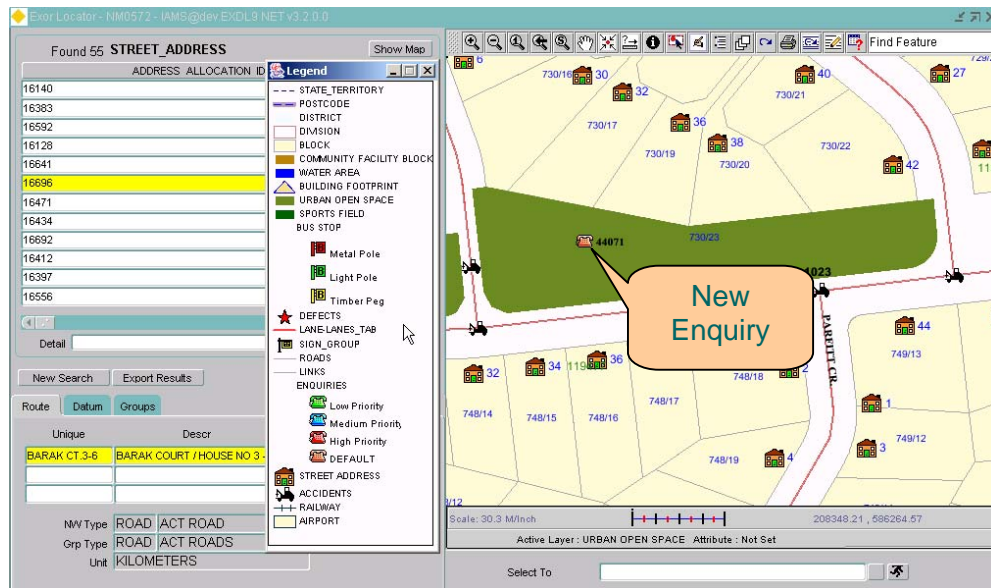 Exor Locator - NM0572 - IAMS@dev.EXDL9.NET v3.2.0.0
Found 55 STREET_ADDRESS
Show Map
Find Feature
ADDRESS ALLOCATION ID
16140
16383
16592
16128
16641
16696
16471
16434
16692
16412
16397
16556
Detail
New Search
Export Results
Route
Datum
Groups
Unique
Descr
BARAK CT.3-6
BARAK COURT / HOUSE NO 3 -
NW Type
ROAD
ACT ROAD
Grp Type
ROAD
ACT ROADS
Unit
KILOMETERS
Legend
STATE_TERRITORY
POSTCODE
DISTRICT
DIVISION
BLOCK
COMMUNITY FACILITY BLOCK
WATER AREA
BUILDING FOOTPRINT
URBAN OPEN SPACE
SPORTS FIELD
BUS STOP
Metal Pole
Light Pole
Timber Peg
DEFECTS
LANE-LANES_TAB
SIGN_GROUP
ROADS
LINKS
ENQUIRIES
Low Priority
Medium Priorit
High Priority
DEFAULT
STREET ADDRESS
ACCIDENTS
RAILWAY
AIRPORT
6
730/16
30
32
40
27
729/
730/21
730/17
36
38
730/19
730/20
730/22
42
11
44071
730/23
1023
New
Enquiry
PARFITT CR.
44
749/13
32
34
119
36
2
748/18
748/14
748/15
748/16
748/17
1
749/12
3
748/19
4
/12
Scale: 30.3 M/Inch
208348.21 , 586264.57
Active Layer : URBAN OPEN SPACE Attribute : Not Set
Select To